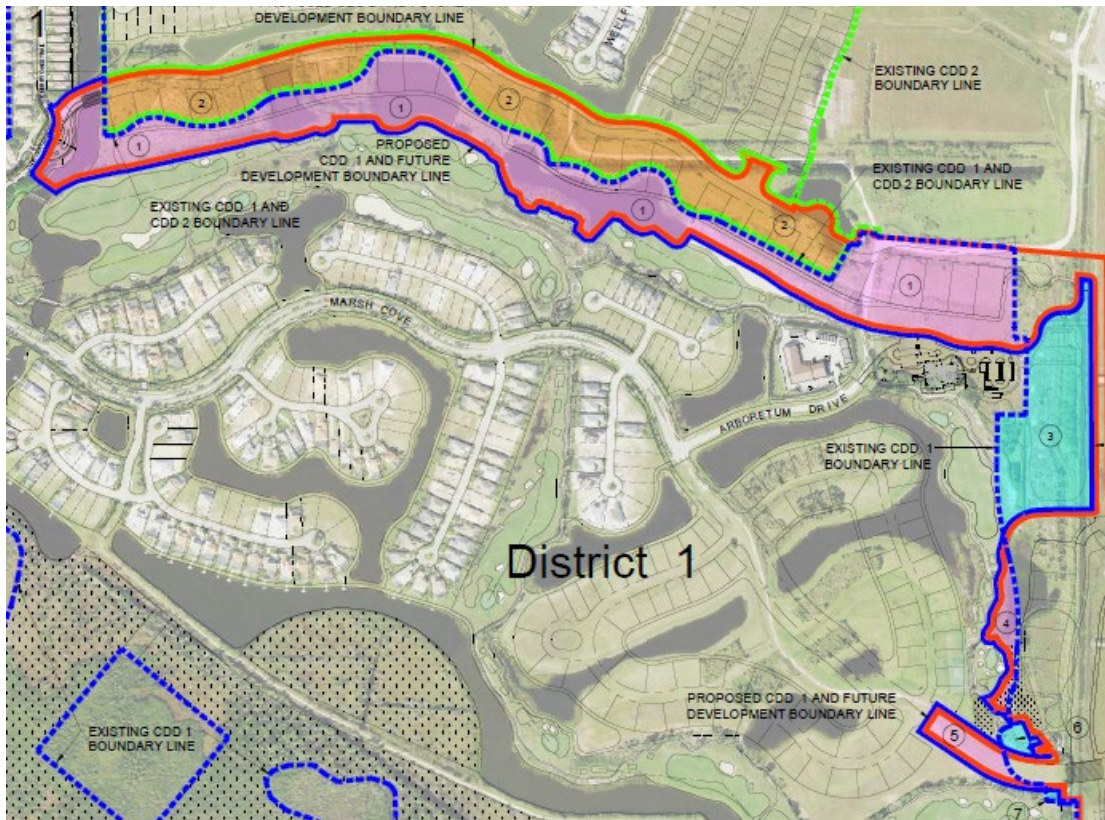 DEVELOPMENT BOUNDARY LINE
1
EXISTING CDD 2
BOUNDARY LINE
2
2
1
1
PROPOSED
CDD 1 AND FUTURE
DEVELOPMENT BOUNDARY LINE
EXISTING CDD 1 AND
CDD 2 BOUNDARY LINE
EXISTING CDD 1 AND
CDD 2 BOUNDARY LINE
1
2
1
MARSH COVE
ARBORETUM DRIVE
EXISTING CDD 1
BOUNDARY LINE
3
District 1
4
PROPOSED CDD 1 AND FUTURE
DEVELOPMENT BOUNDARY LINE
5
6
EXISTING CDD 1
BOUNDARY LINE
7